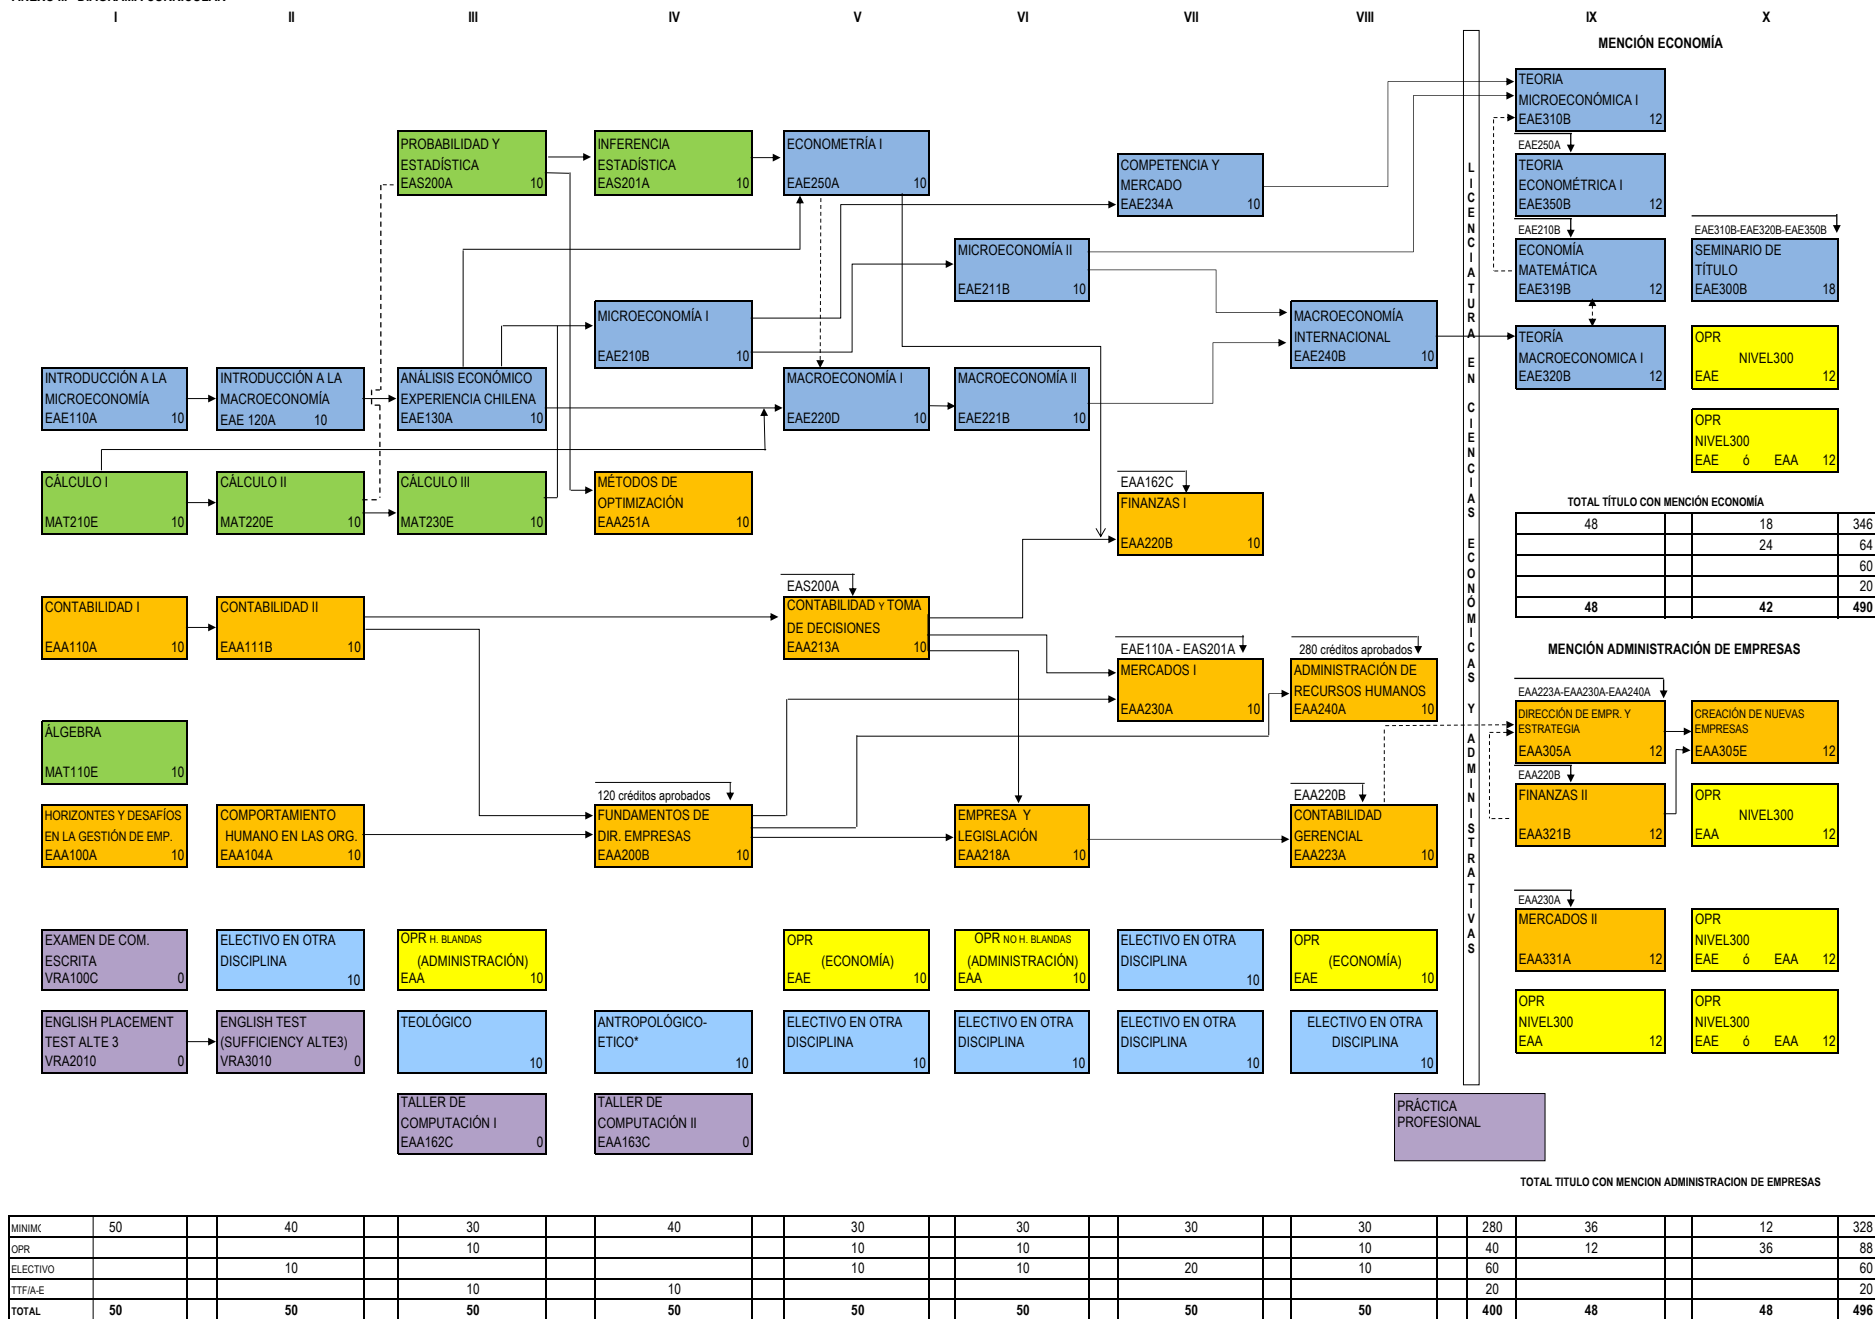 I II III IV V VI VII VIII IX X
MENCIÓN ECONOMÍA
TEORIA
MICROECONÓMICA I
EAE310B 12
PROBABILIDAD Y
ESTADÍSTICA
EAS200A 10
INFERENCIA
ESTADÍSTICA
EAS201A 10
ECONOMETRÍA I
EAE250A 10
COMPETENCIA Y
MERCADO
EAE234A 10
EAE250A
TEORIA
ECONOMÉTRICA I
EAE350B 12
MICROECONOMÍA II
EAE211B 10
EAE210B
ECONOMÍA
MATEMÁTICA
EAE319B 12
EAE310B-EAE320B-EAE350B
SEMINARIO DE
TÍTULO
EAE300B 18
MICROECONOMÍA I
EAE210B 10
MACROECONOMÍA
INTERNACIONAL
EAE240B 10
TEORÍA
MACROECONOMICA I
EAE320B 12
OPR
NIVEL300
EAE 12
INTRODUCCIÓN A LA
MICROECONOMÍA
EAE110A 10
INTRODUCCIÓN A LA
MACROECONOMÍA
EAE 120A 10
ANÁLISIS ECONÓMICO
EXPERIENCIA CHILENA
EAE130A 10
MACROECONOMÍA I
EAE220D 10
MACROECONOMÍA II
EAE221B 10
OPR
NIVEL300
EAE ó EAA 12
CÁLCULO I
MAT210E 10
CÁLCULO II
MAT220E 10
CÁLCULO III
MAT230E 10
MÉTODOS DE
OPTIMIZACIÓN
EAA251A 10
EAA162C
FINANZAS I
EAA220B 10
LICENCIATURA EN CIENCIAS ECONÓMICAS Y ADMINISTRATIVAS
TOTAL TÍTULO CON MENCIÓN ECONOMÍA
48 18 346
24 64
60
20
48 42 490
CONTABILIDAD I
EAA110A 10
CONTABILIDAD II
EAA111B 10
EAS200A
CONTABILIDAD Y TOMA
DE DECISIONES
EAA213A 10
EAE110A - EAS201A
MERCADOS I
EAA230A 10
280 créditos aprobados
ADMINISTRACIÓN DE
RECURSOS HUMANOS
EAA240A 10
MENCIÓN ADMINISTRACIÓN DE EMPRESAS
EAA223A-EAA230A-EAA240A
DIRECCIÓN DE EMPR. Y
ESTRATEGIA
EAA305A 12
CREACIÓN DE NUEVAS
EMPRESAS
EAA305E 12
ÁLGEBRA
MAT110E 10
HORIZONTES Y DESAFÍOS
EN LA GESTIÓN DE EMP.
EAA100A 10
COMPORTAMIENTO
HUMANO EN LAS ORG.
EAA104A 10
120 créditos aprobados
FUNDAMENTOS DE
DIR. EMPRESAS
EAA200B 10
EMPRESA Y
LEGISLACIÓN
EAA218A 10
EAA220B
CONTABILIDAD
GERENCIAL
EAA223A 10
EAA220B
FINANZAS II
EAA321B 12
OPR
NIVEL300
EAA 12
EXAMEN DE COM.
ESCRITA
VRA100C 0
ELECTIVO EN OTRA
DISCIPLINA
10
OPR H. BLANDAS
(ADMINISTRACIÓN)
EAA 10
OPR
(ECONOMÍA)
EAE 10
OPR NO H. BLANDAS
(ADMINISTRACIÓN)
EAA 10
ELECTIVO EN OTRA
DISCIPLINA
10
OPR
(ECONOMÍA)
EAE 10
EAA230A
MERCADOS II
EAA331A 12
OPR
NIVEL300
EAE ó EAA 12
ENGLISH PLACEMENT
TEST ALTE 3
VRA2010 0
ENGLISH TEST
(SUFFICIENCY ALTE3)
VRA3010 0
TEOLÓGICO
10
ANTROPOLÓGICO-
ETICO*
10
ELECTIVO EN OTRA
DISCIPLINA
10
ELECTIVO EN OTRA
DISCIPLINA
10
ELECTIVO EN OTRA
DISCIPLINA
10
ELECTIVO EN OTRA
DISCIPLINA
10
OPR
NIVEL300
EAA 12
OPR
NIVEL300
EAE ó EAA 12
TALLER DE
COMPUTACIÓN I
EAA162C 0
TALLER DE
COMPUTACIÓN II
EAA163C 0
PRÁCTICA
PROFESIONAL
TOTAL TITULO CON MENCION ADMINISTRACION DE EMPRESAS
MINIMO 50 40 30 40 30 30 30 30 280 36 12 328
OPR 10 10 10 10 40 12 36 88
ELECTIVO 10 10 10 20 10 60 60
TTF/A-E 10 10 20 20
TOTAL 50 50 50 50 50 50 50 50 400 48 48 496